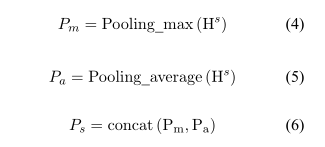 P_m = Pooling_max (H^s) (4)
P_a = Pooling_average (H^s) (5)
P_s = concat (P_m, P_a) (6)